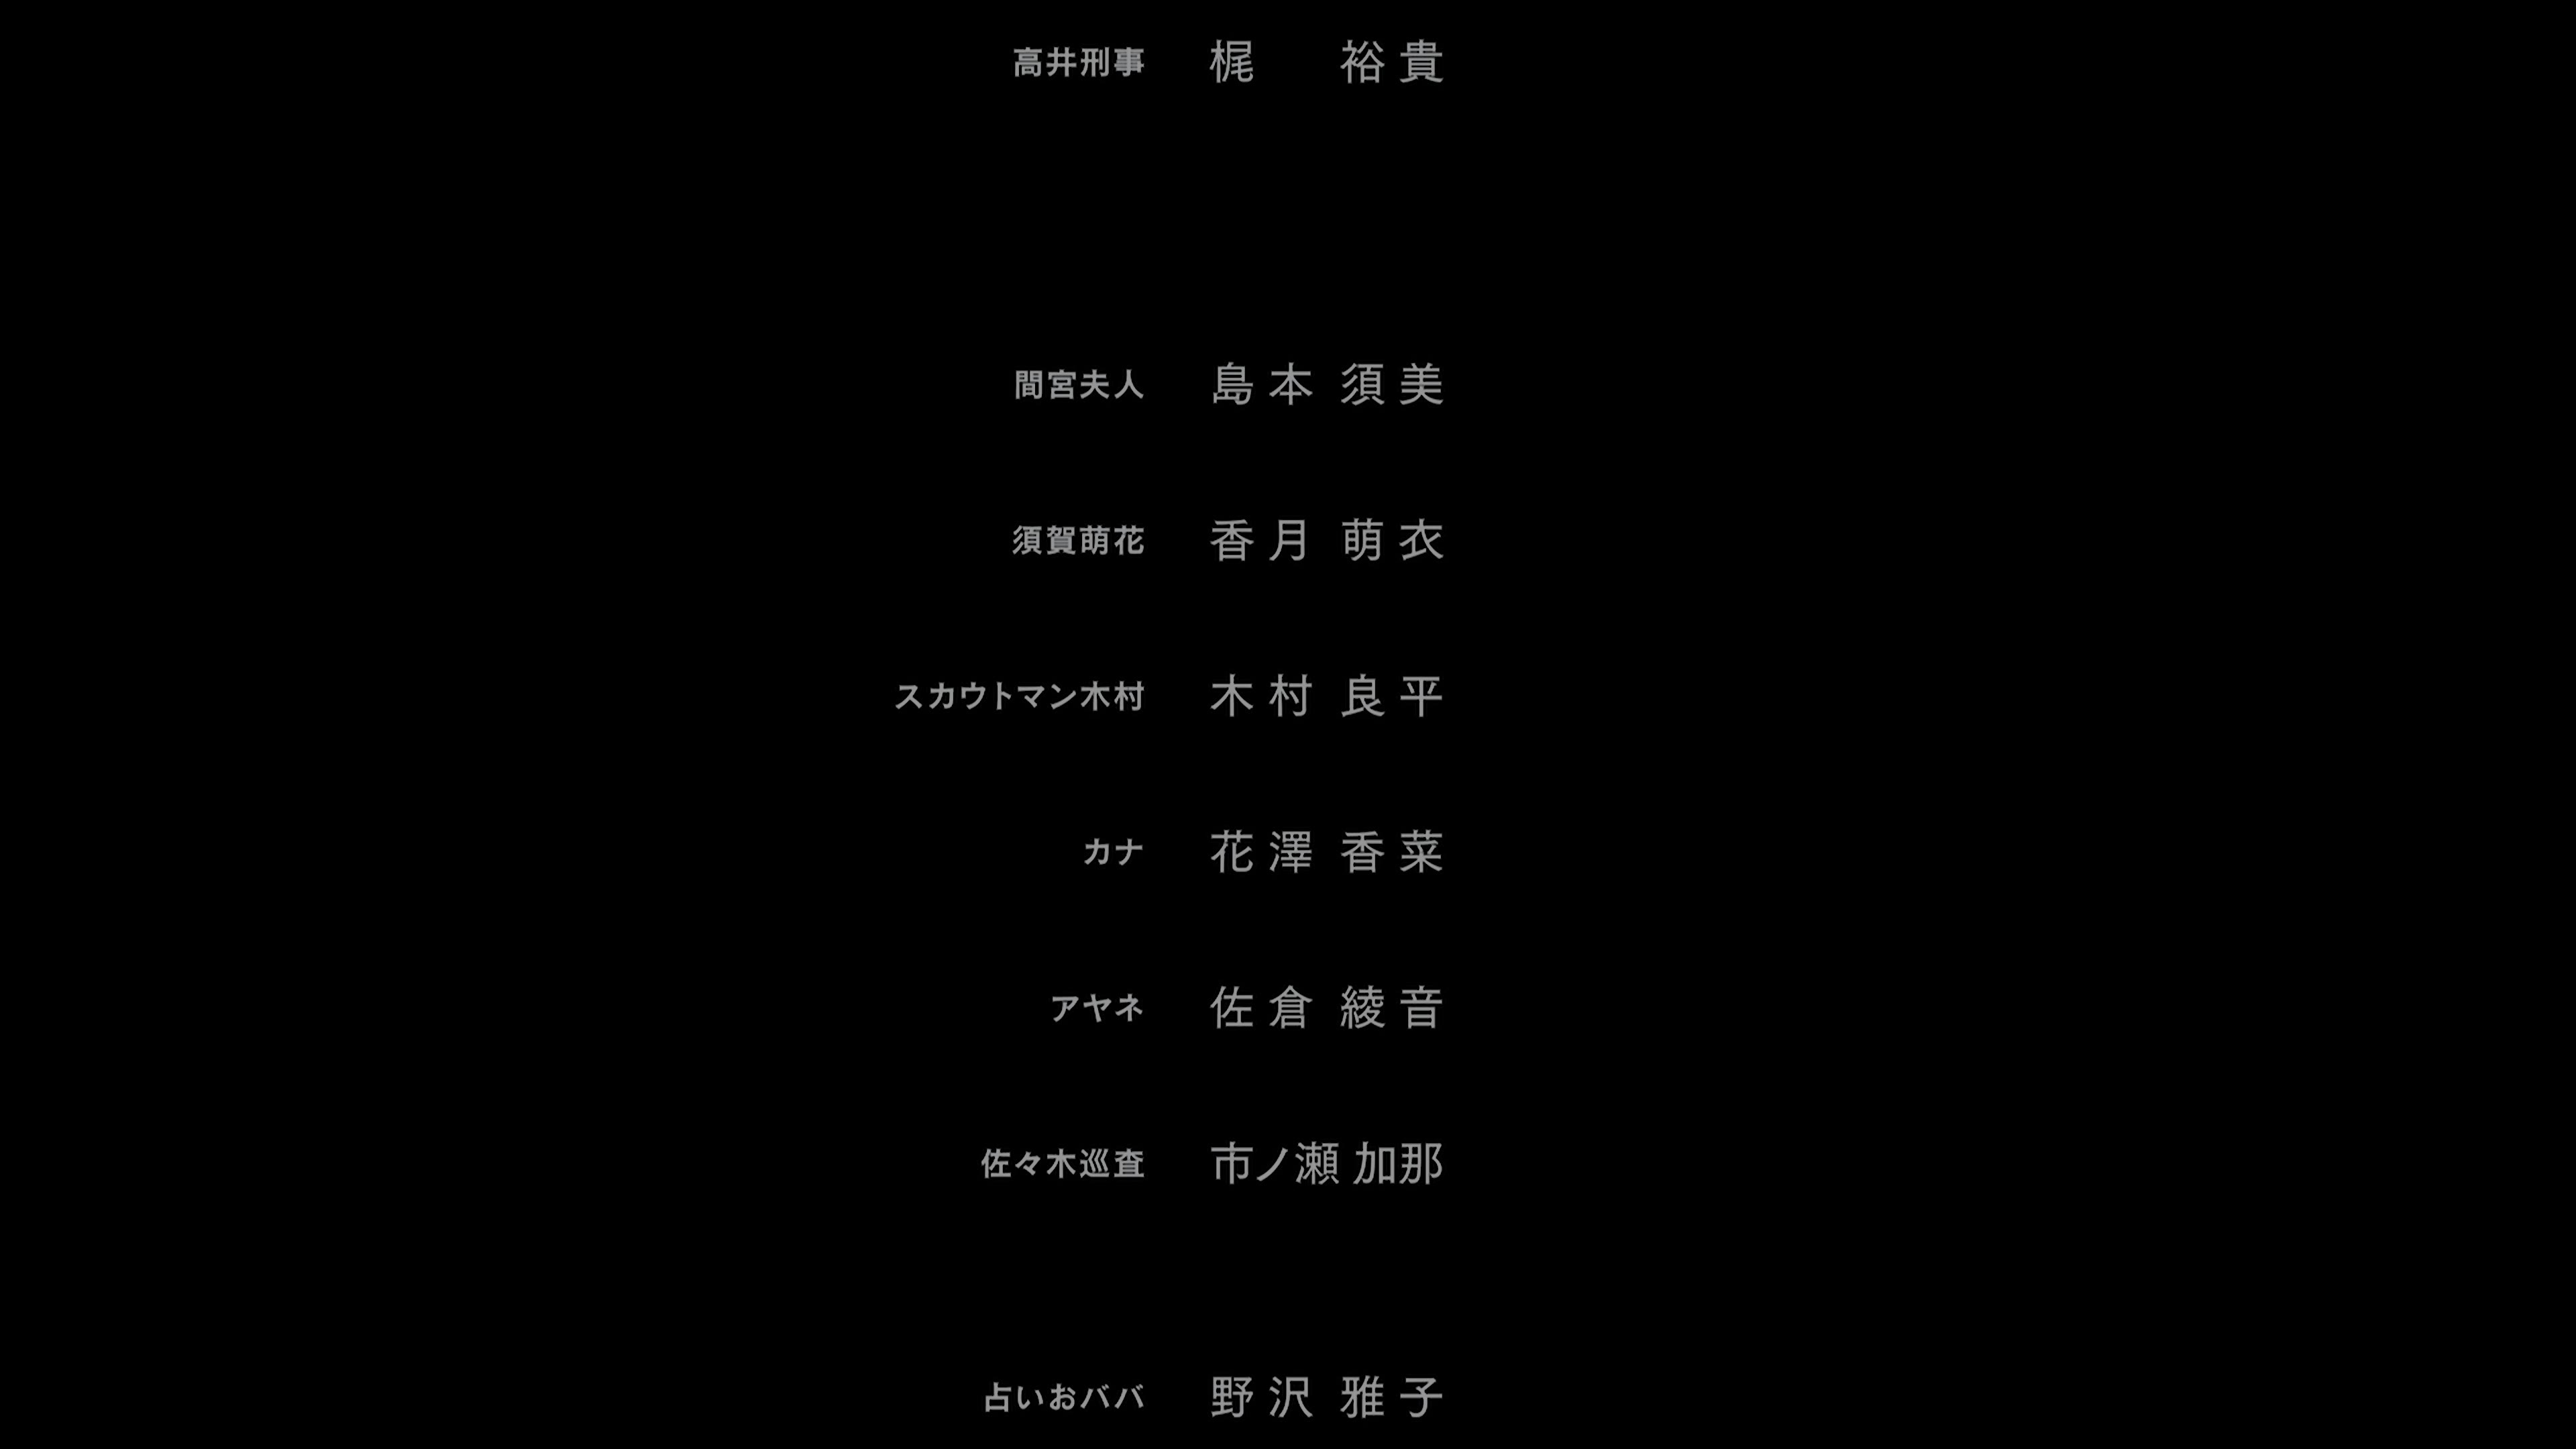 高井刑事 梶 裕貴
間宮夫人 島本 須美
須賀萌花 香月 萌衣
スカウトマン木村 木村 良平
カナ 花澤 香菜
アヤネ 佐倉 綾音
佐々木巡査 市ノ瀬 加那
占いおババ 野沢 雅子